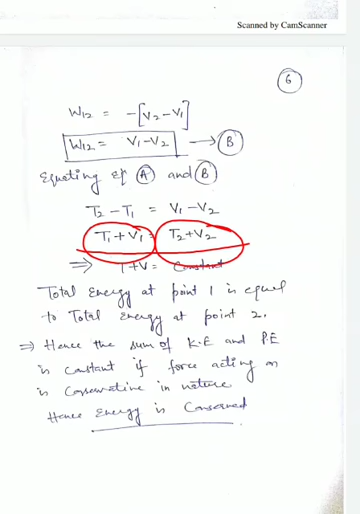 Scanned by CamScanner
6
W12 = -[V2-V1]
W12 = V1-V2 → B
Equating eq A and B
T2-T1 = V1-V2
T1+V1 = T2+V2
⇒ T+V = Constant
Total Energy at point 1 is equal
to Total energy at point 2.
⇒ Hence the sum of K.E and P.E
is constant if force acting on
is conservative in nature
Hence Energy is Conserved